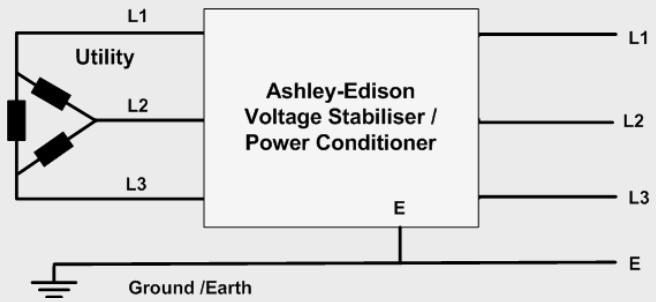 L1
Utility
L2
L3
Ashley-Edison
Voltage Stabiliser /
Power Conditioner
E
L1
L2
L3
E
Ground /Earth